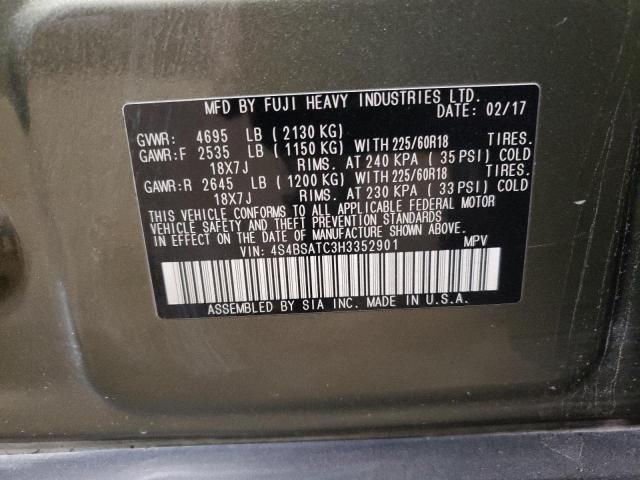 MFD BY FUJI HEAVY INDUSTRIES LTD.
DATE: 02/17
GVWR: 4695 LB (2130 KG)
GAWR:F 2535 LB (1150 KG) WITH 225/60R18 TIRES.
18X7J RIMS. AT 240 KPA (35 PSI) COLD
GAWR:R 2645 LB (1200 KG) WITH 225/60R18 TIRES.
18X7J RIMS. AT 230 KPA (33 PSI) COLD
THIS VEHICLE CONFORMS TO ALL APPLICABLE FEDERAL MOTOR
VEHICLE SAFETY AND THEFT PREVENTION STANDARDS
IN EFFECT ON THE DATE OF MANUFACTURE SHOWN ABOVE.
VIN: 4S4BSATC3H3352901 MPV
ASSEMBLED BY SIA INC. MADE IN U.S.A.